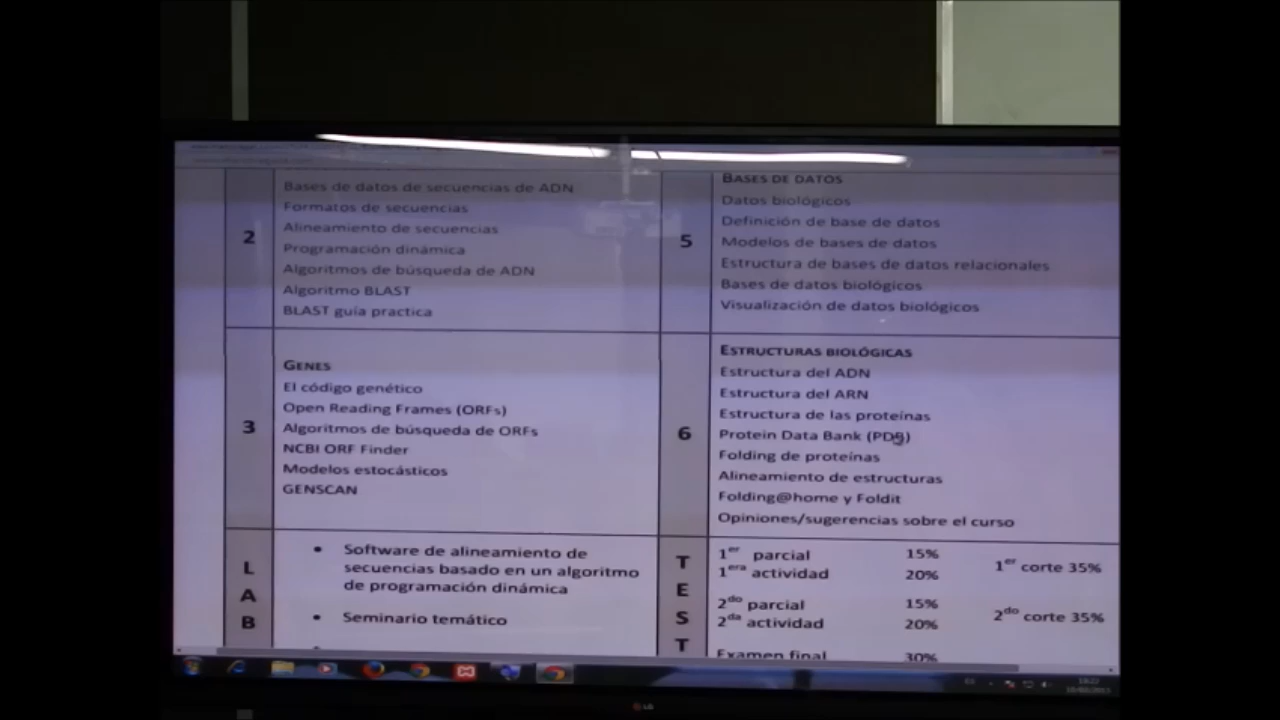 2
Bases de datos de secuencias de ADN
Formatos de secuencias
Alineamiento de secuencias
Programación dinámica
Algoritmos de búsqueda de ADN
Algoritmo BLAST
BLAST guía practica
5
BASES DE DATOS
Datos biológicos
Definición de base de datos
Modelos de bases de datos
Estructura de bases de datos relacionales
Bases de datos biológicos
Visualización de datos biológicos
3
GENES
El código genético
Open Reading Frames (ORFs)
Algoritmos de búsqueda de ORFs
NCBI ORF Finder
Modelos estocásticos
GENSCAN
6
ESTRUCTURAS BIOLÓGICAS
Estructura del ADN
Estructura del ARN
Estructura de las proteínas
Protein Data Bank (PDB)
Folding de proteínas
Alineamiento de estructuras
Folding@home y Foldit
Opiniones/sugerencias sobre el curso
L
A
B
• Software de alineamiento de
secuencias basado en un algoritmo
de programación dinámica
• Seminario temático
T
E
S
T
1er parcial 15%
1era actividad 20%
1er corte 35%
2do parcial 15%
2da actividad 20%
2do corte 35%
Examen final 30%
ES
LG